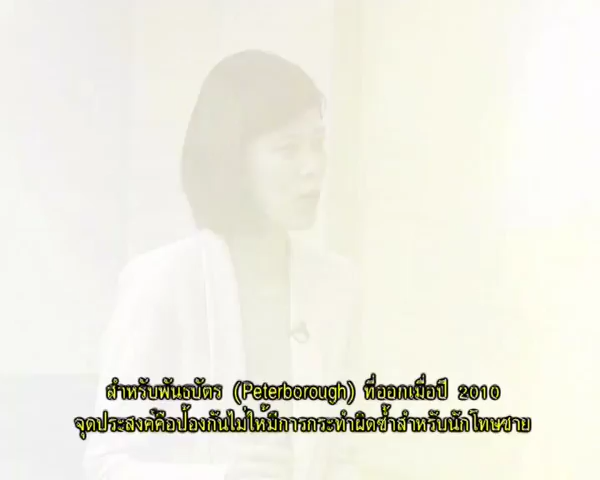 สำหรับพันธบัตร (Peterborough) ที่ออกเมื่อปี 2010
จุดประสงค์คือป้องกันไม่ให้มีการกระทำผิดซ้ำสำหรับนักโทษชาย